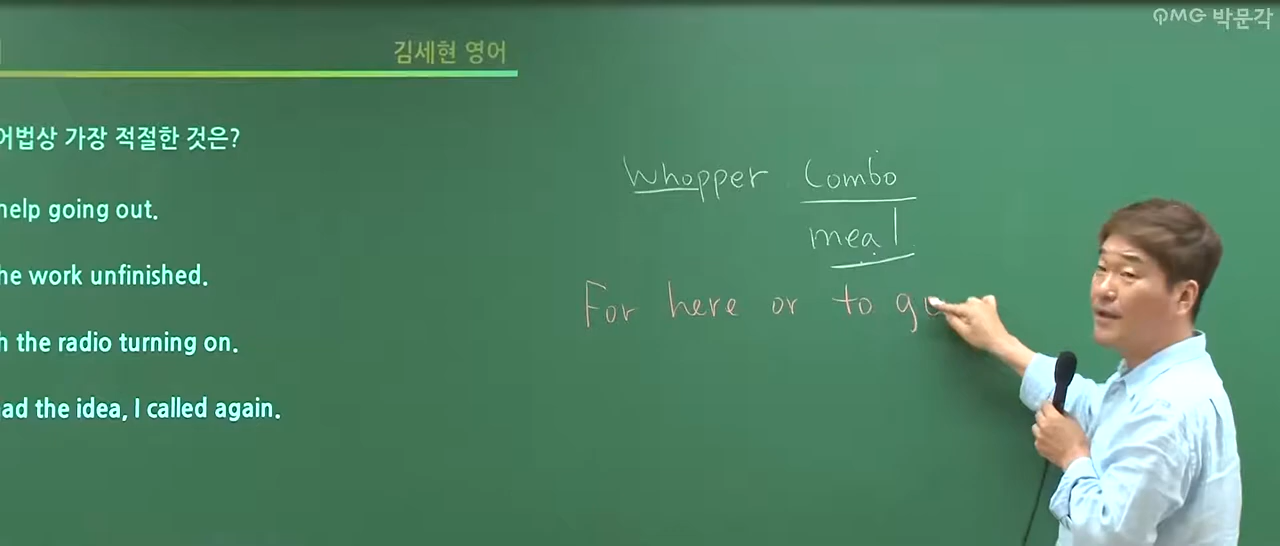 PMG 박문각
김세현 영어
어법상 가장 적절한 것은?
help going out.
he work unfinished.
h the radio turning on.
ad the idea, I called again.
Whopper Combo
meal
For here or to go